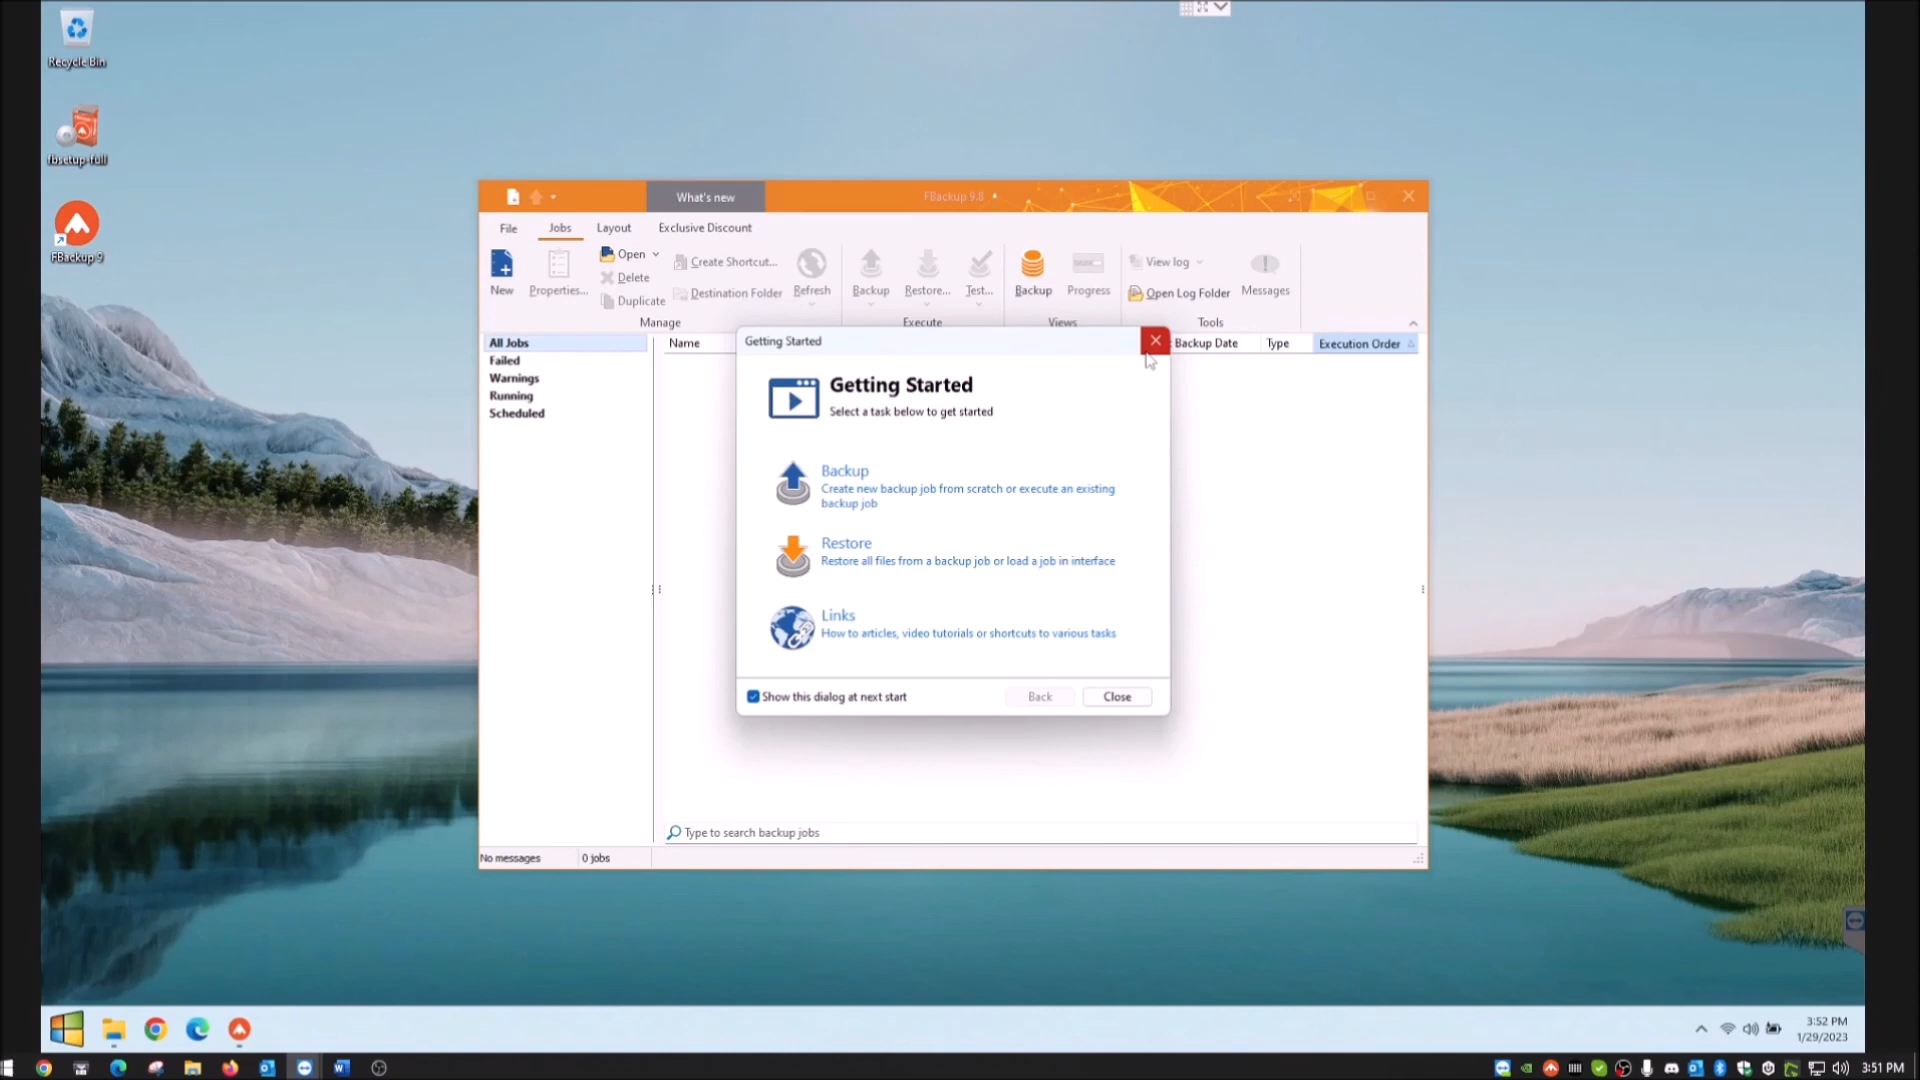 Recycle Bin
fbsetup-full
FBackup 9
What's new
FBackup 9.8
File
Jobs
Layout
Exclusive Discount
New
Properties...
Open
Delete
Duplicate
Create Shortcut...
Destination Folder
Refresh
Backup
Restore...
Test...
Backup
Progress
View log
Open Log Folder
Messages
Manage
Execute
Views
Tools
All Jobs
Failed
Warnings
Running
Scheduled
Name
Backup Date
Type
Execution Order
Getting Started
Getting Started
Select a task below to get started
Backup
Create new backup job from scratch or execute an existing
backup job
Restore
Restore all files from a backup job or load a job in interface
Links
How to articles, video tutorials or shortcuts to various tasks
Show this dialog at next start
Back
Close
Type to search backup jobs
No messages
0 jobs
3:52 PM
1/29/2023
3:51 PM